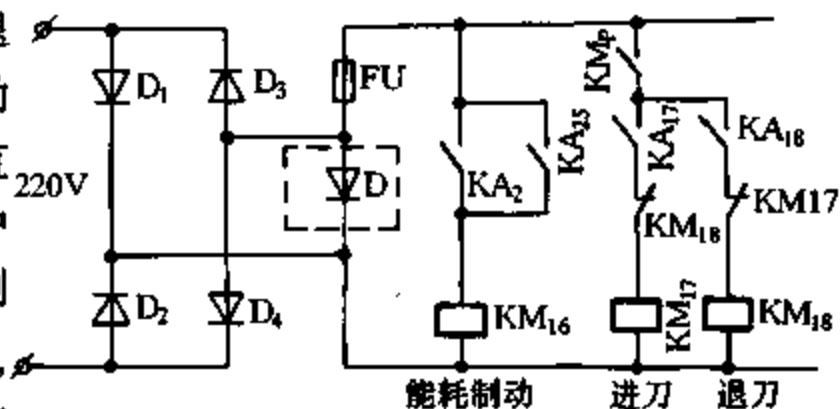 220V
D₁
D₃
D₂
D₄
FU
D
KA₂
KA₂₅
KM₁₆
KMₚ
KA₁₇
KA₁₈
KM₁₈
KM17
KM₁₇
KM₁₈
能耗制动
进刀
退刀